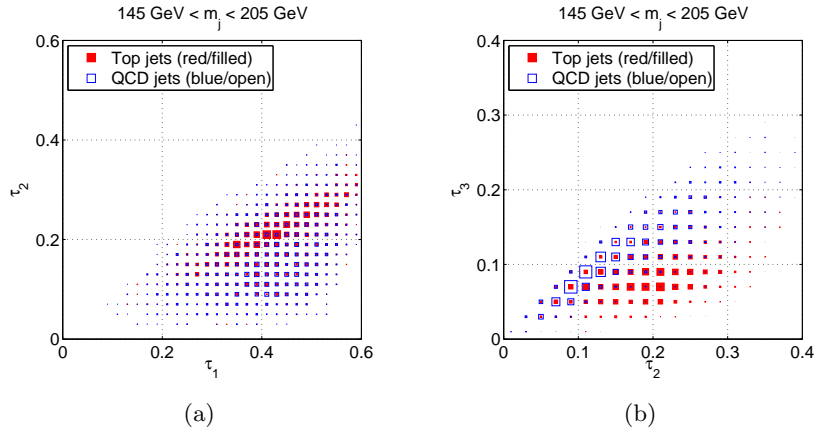 145 GeV < m_j < 205 GeV
0.6
0.4
0.2
0
0
0.2
0.4
0.6
τ_2
τ_1
Top jets (red/filled)
QCD jets (blue/open)
(a)
145 GeV < m_j < 205 GeV
0.4
0.3
0.2
0.1
0
0
0.1
0.2
0.3
0.4
τ_3
τ_2
Top jets (red/filled)
QCD jets (blue/open)
(b)